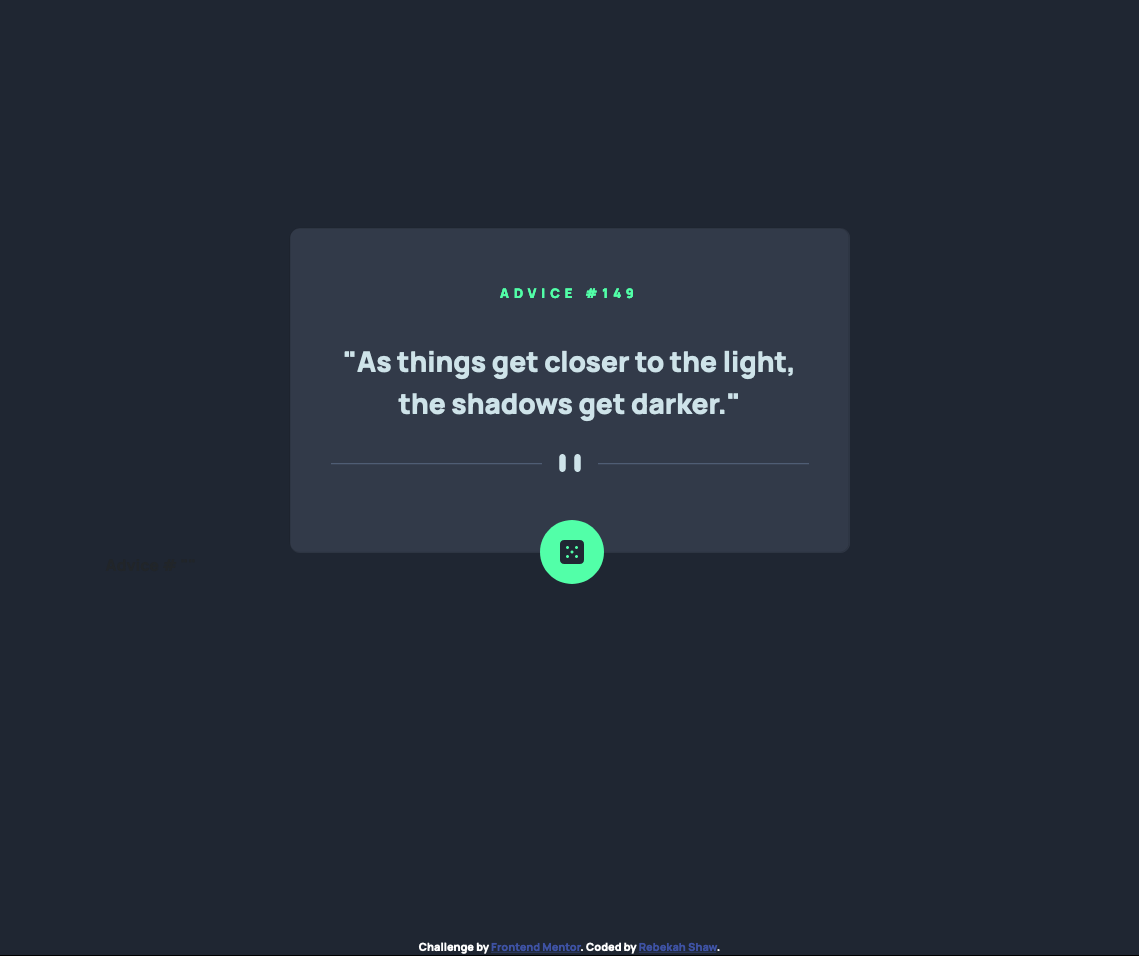 ADVICE #149
"As things get closer to the light,
the shadows get darker."
Challenge by Frontend Mentor. Coded by Rebekah Shaw.